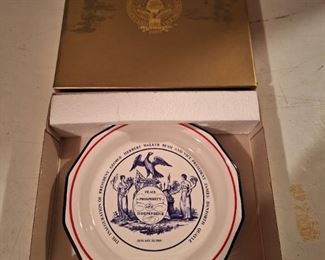 THE INAUGURATION OF PRESIDENT GEORGE HERBERT WALKER BUSH AND VICE PRESIDENT JAMES DANFORTH QUAYLE
PEACE
PROSPERITY
INDEPENDENCE
JANUARY 20, 1989